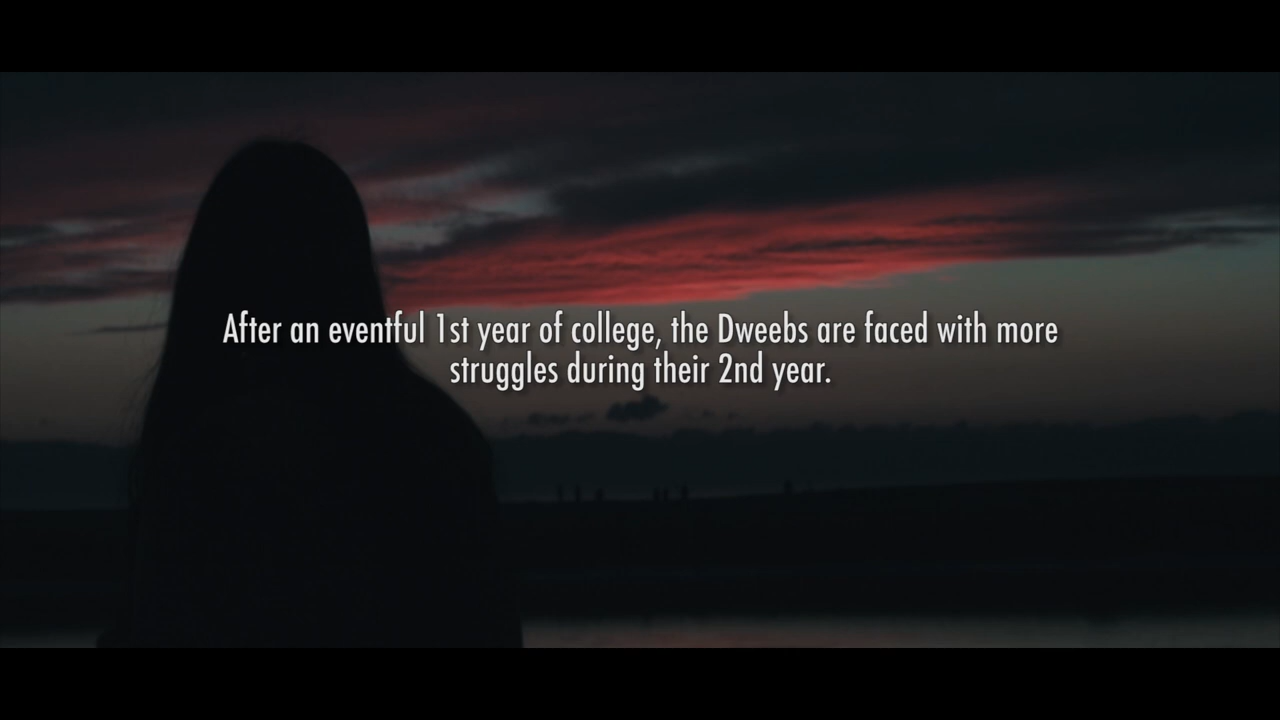 After an eventful 1st year of college, the Dweebs are faced with more
struggles during their 2nd year.